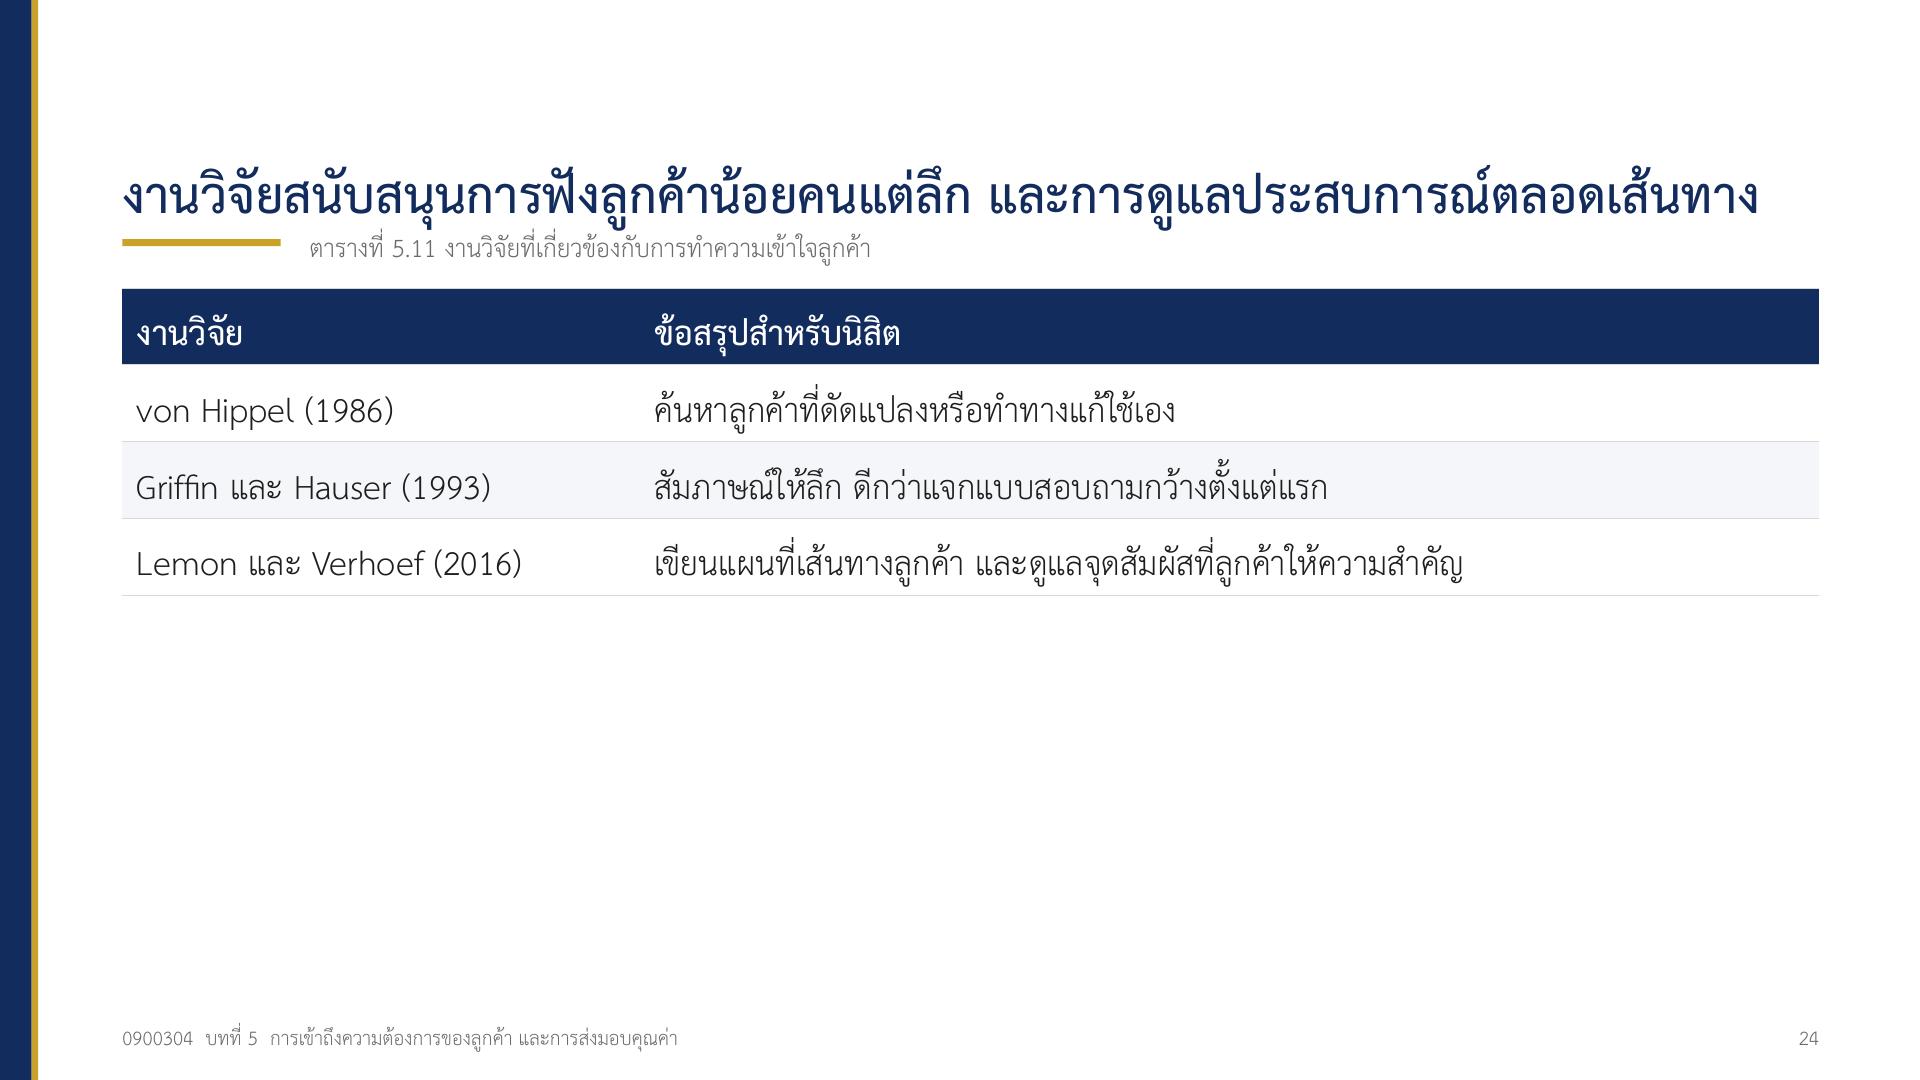 งานวิจัยสนับสนุนการฟังลูกค้าน้อยคนแต่ลึก และการดูแลประสบการณ์ตลอดเส้นทาง
ตารางที่ 5.11 งานวิจัยที่เกี่ยวข้องกับการทำความเข้าใจลูกค้า
งานวิจัย ข้อสรุปสำหรับนิสิต
von Hippel (1986) ค้นหาลูกค้าที่ดัดแปลงหรือทำทางแก้ใช้เอง
Griffin และ Hauser (1993) สัมภาษณ์ให้ลึก ดีกว่าแจกแบบสอบถามกว้างตั้งแต่แรก
Lemon และ Verhoef (2016) เขียนแผนที่เส้นทางลูกค้า และดูแลจุดสัมผัสที่ลูกค้าให้ความสำคัญ
0900304 บทที่ 5 การเข้าถึงความต้องการของลูกค้า และการส่งมอบคุณค่า 24